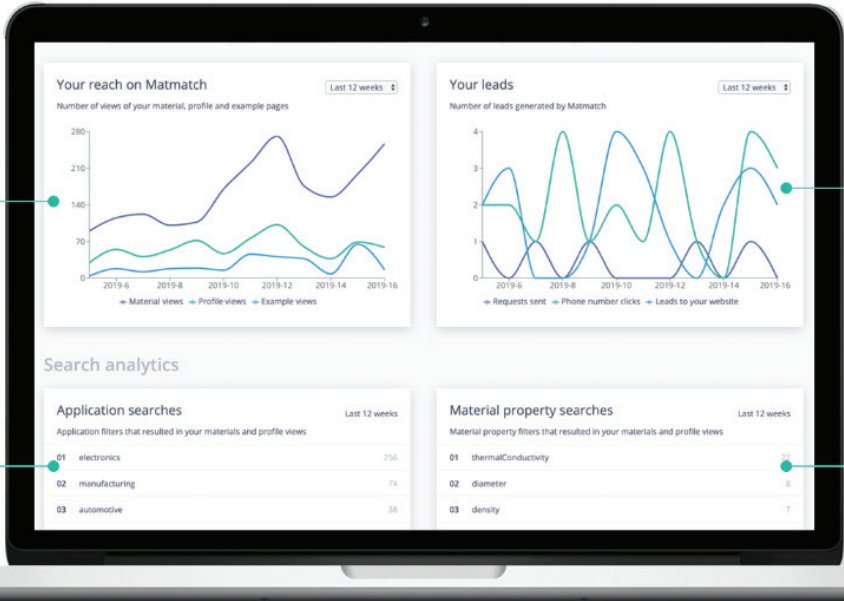 Your reach on Matmatch
Last 12 weeks
Number of views of your material, profile and example pages
280
210
140
70
0
2019-6 2019-8 2019-10 2019-12 2019-14 2019-16
Material views Profile views Example views
Your leads
Last 12 weeks
Number of leads generated by Matmatch
4
3
2
1
0
2019-6 2019-8 2019-10 2019-12 2019-14 2019-16
Requests sent Phone number clicks Leads to your website
Search analytics
Application searches
Last 12 weeks
Application filters that resulted in your materials and profile views
01 electronics 256
02 manufacturing 74
03 automotive 38
Material property searches
Last 12 weeks
Material property filters that resulted in your materials and profile views
01 thermalConductivity 22
02 diameter 8
03 density 7